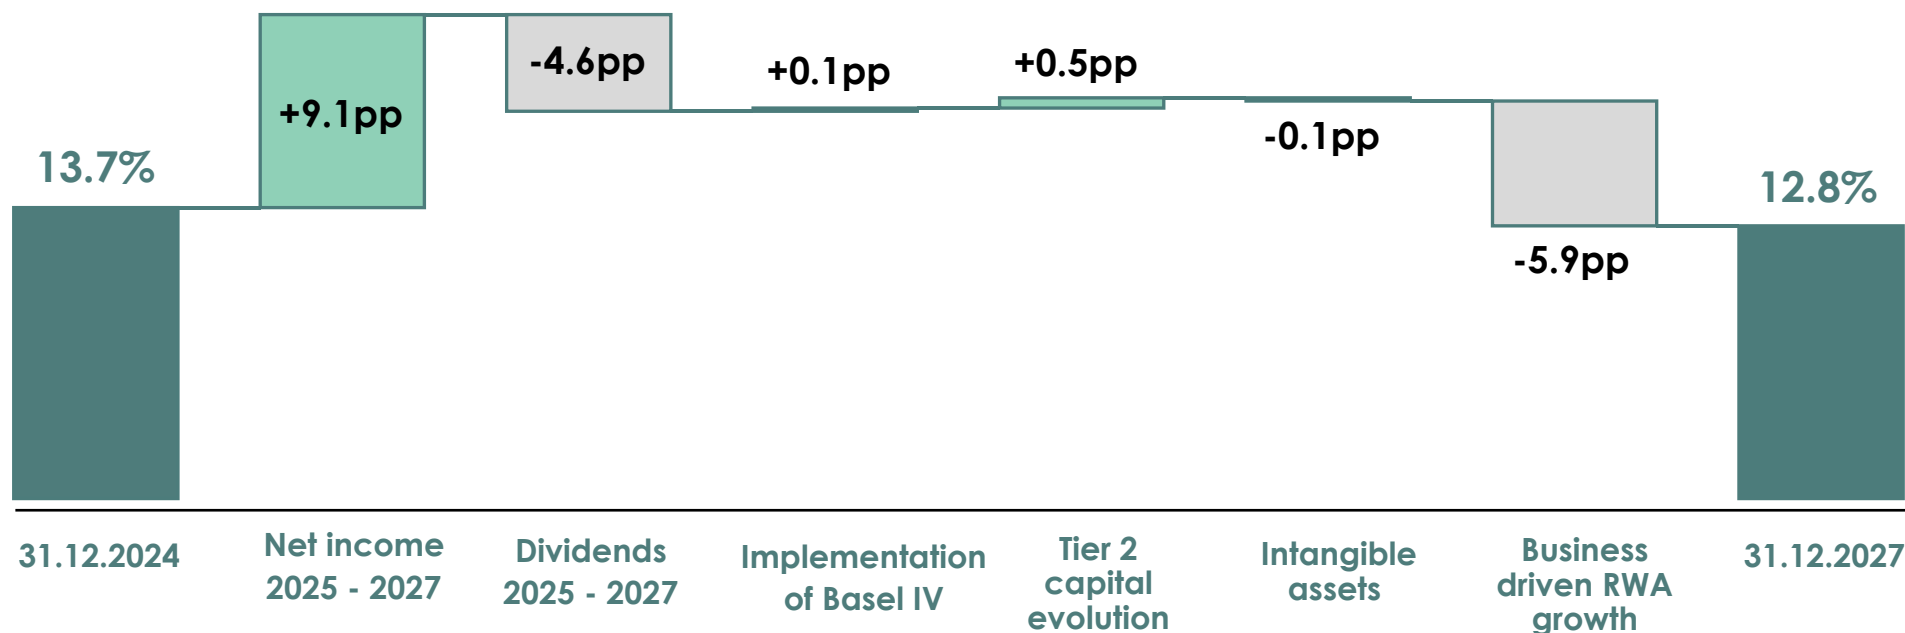 13.7%
+9.1pp
-4.6pp
+0.1pp
+0.5pp
-0.1pp
-5.9pp
12.8%
31.12.2024
Net income
2025 - 2027
Dividends
2025 - 2027
Implementation
of Basel IV
Tier 2
capital
evolution
Intangible
assets
Business
driven RWA
growth
31.12.2027